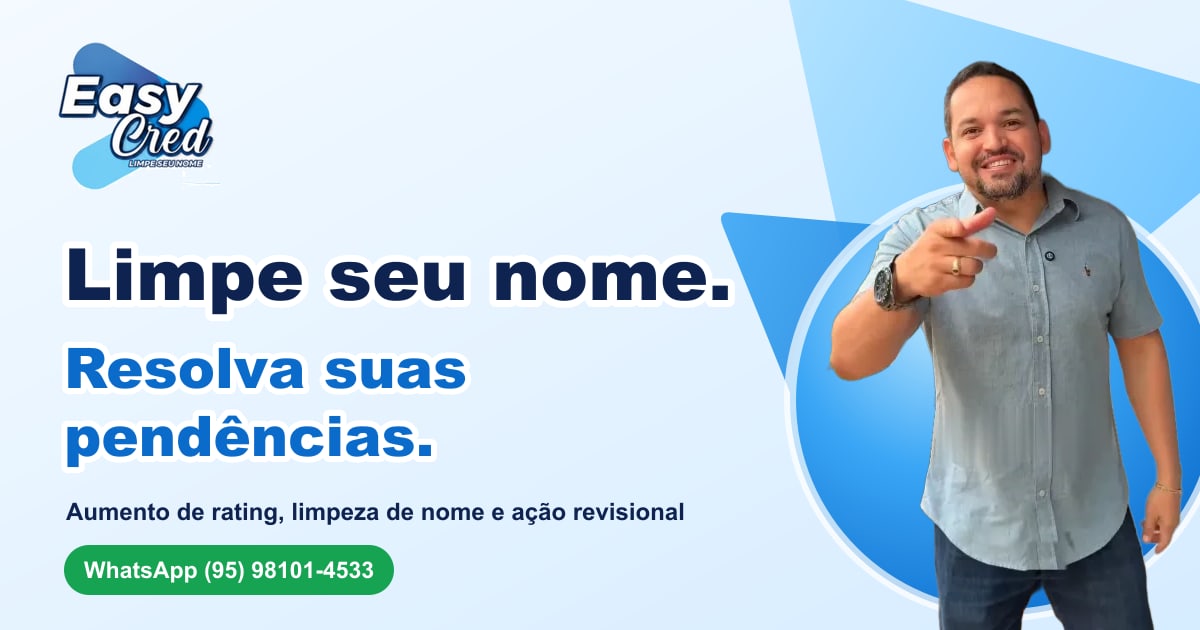 Easy
Cred
LIMPE SEU NOME
Limpe seu nome.
Resolva suas
pendências.
Aumento de rating, limpeza de nome e ação revisional
WhatsApp (95) 98101-4533